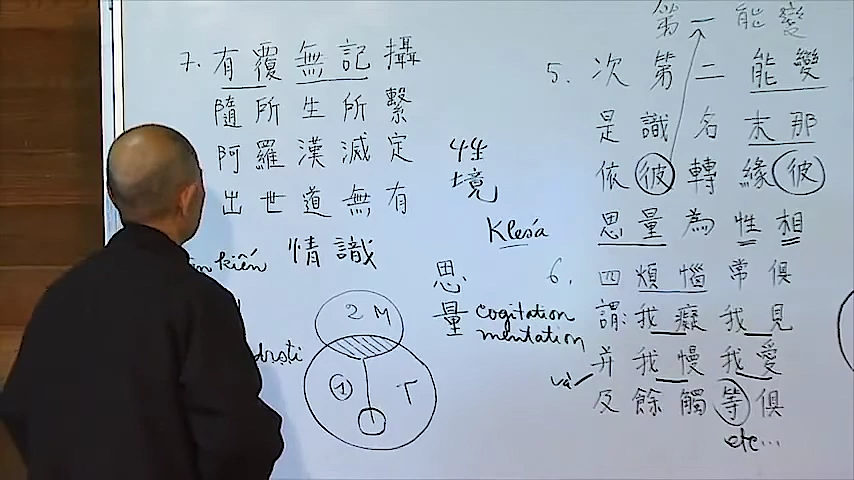 第一能變
5. 次第二能變
是識名末那
依彼轉緣彼
思量為性相
6. 四煩惱常俱
謂:我癡我見
và 并我慢我愛
及餘觸等俱
etc...
7. 有覆無記攝
隨所生所繫
阿羅漢滅定
出世道無有
性
境
Kleśa
kiến 情識
思
量 cogitation
mentation
2 M
drṣti
1 T